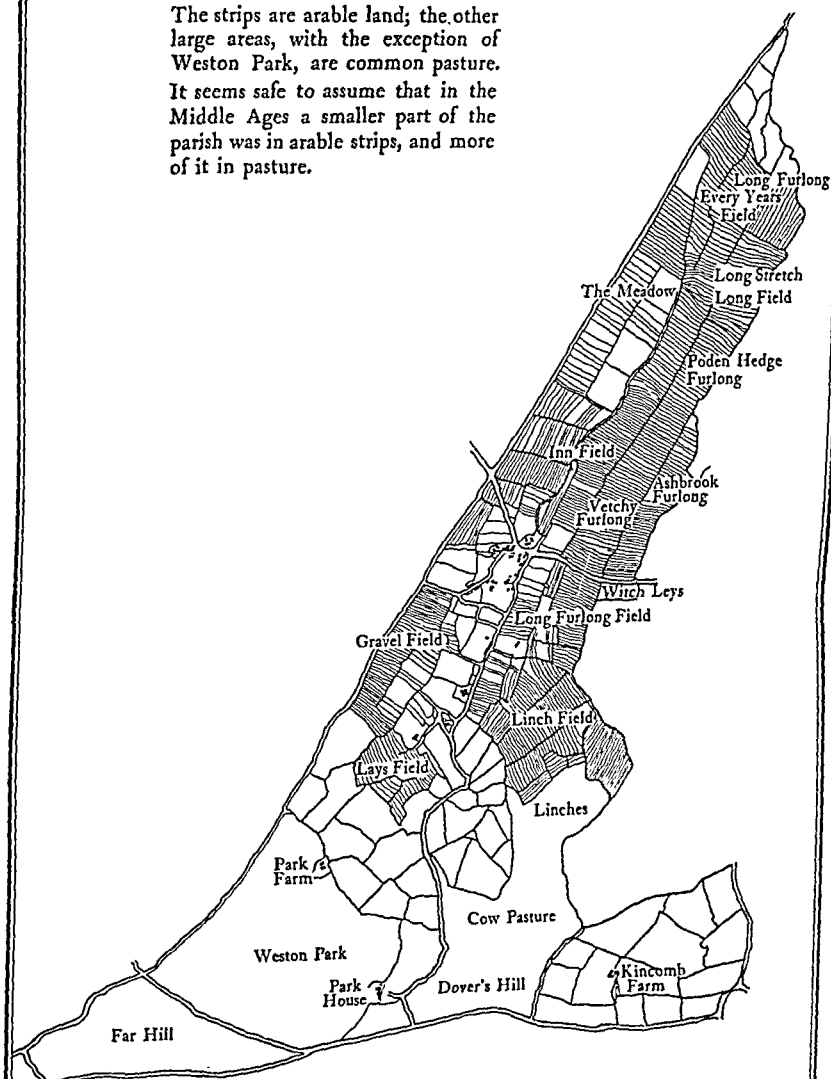 The strips are arable land; the other
large areas, with the exception of
Weston Park, are common pasture.
It seems safe to assume that in the
Middle Ages a smaller part of the
parish was in arable strips, and more
of it in pasture.
Long Furlong
Every Years
Field
Long Stretch
The Meadow
Long Field
Poden Hedge
Furlong
Inn Field
Ashbrook
Furlong
Vetchy
Furlong
Witch Leys
Long Furlong Field
Gravel Field
Linch Field
Lays Field
Linches
Park
Farm
Cow Pasture
Weston Park
Kincomb
Farm
Park
House
Dover's Hill
Far Hill